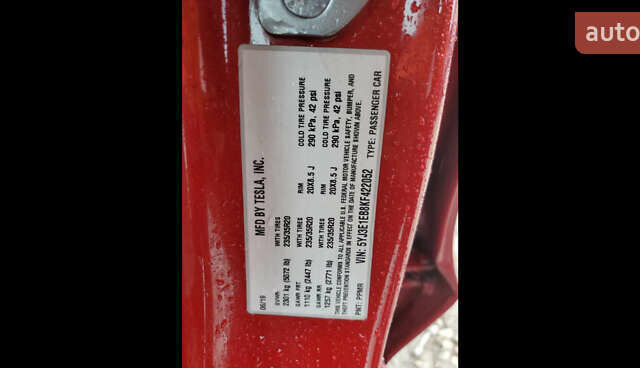 MFD BY TESLA, INC.
06/19
GVWR WITH TIRES RIM COLD TIRE PRESSURE
2301 kg (5072 lb) 235/35R20 20X8.5 J 290 kPa, 42 psi
GAWR FRT WITH TIRES RIM COLD TIRE PRESSURE
1110 kg (2447 lb) 235/35R20 20X8.5 J 290 kPa, 42 psi
GAWR RR WITH TIRES
1257 kg (2771 lb) 235/35R20
THIS VEHICLE CONFORMS TO ALL APPLICABLE U.S. FEDERAL MOTOR VEHICLE SAFETY, BUMPER, AND
THEFT PREVENTION STANDARDS IN EFFECT ON THE DATE OF MANUFACTURE SHOWN ABOVE.
VIN: 5YJ3E1EB8KF422052
PNT: PPMR TYPE: PASSENGER CAR
auto